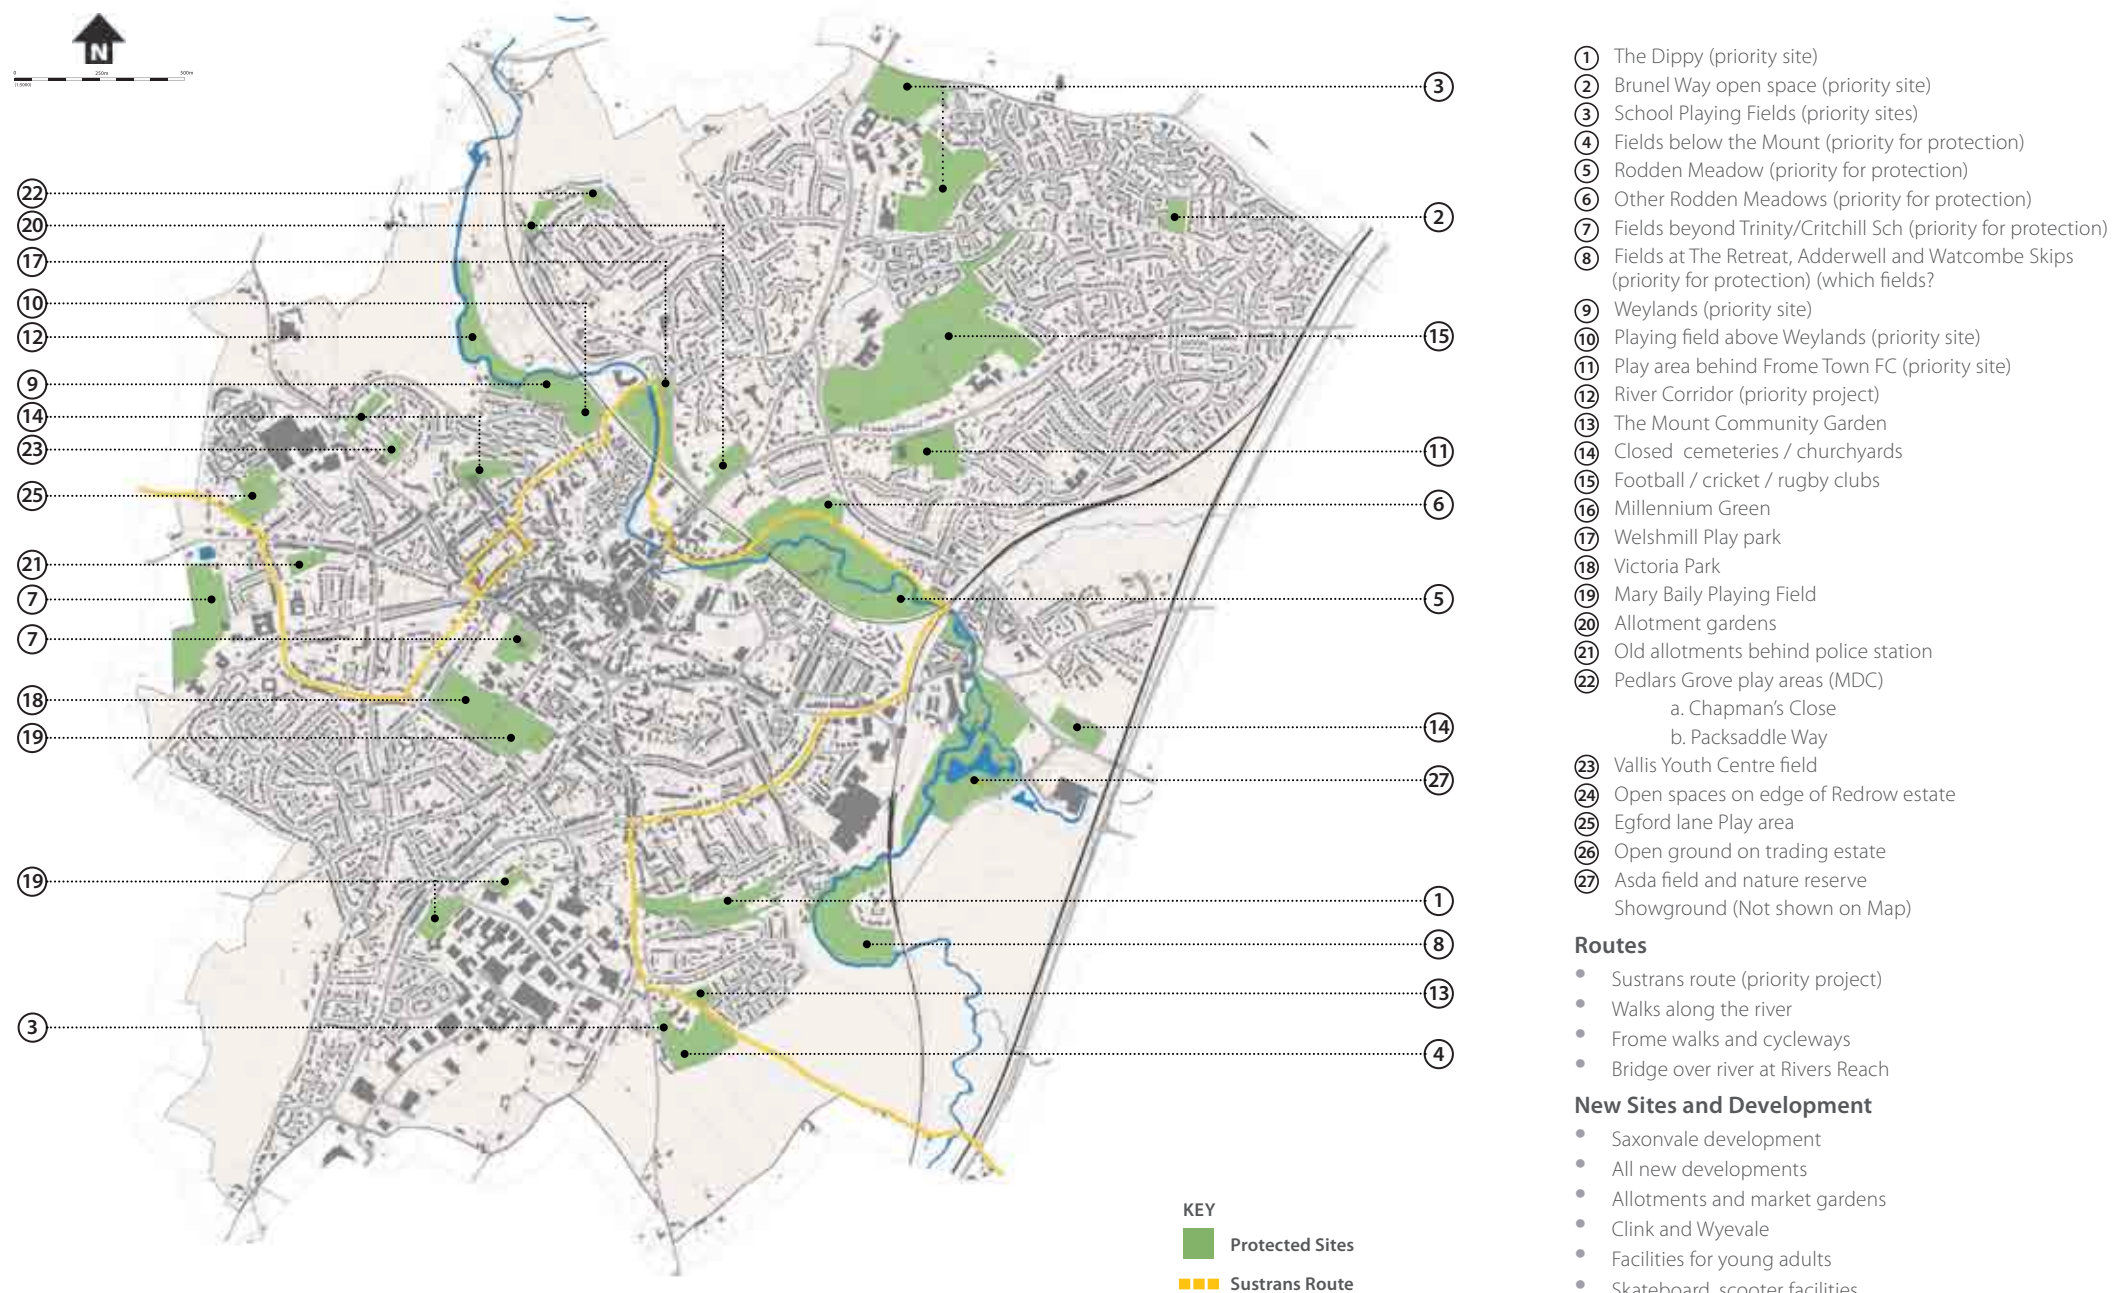 N
0 250m 500m
(1:9000)
22
20
17
10
12
9
14
23
25
21
7
7
18
19
19
3
3
2
15
11
6
5
14
27
1
8
13
4
1 The Dippy (priority site)
2 Brunel Way open space (priority site)
3 School Playing Fields (priority sites)
4 Fields below the Mount (priority for protection)
5 Rodden Meadow (priority for protection)
6 Other Rodden Meadows (priority for protection)
7 Fields beyond Trinity/Critchill Sch (priority for protection)
8 Fields at The Retreat, Adderwell and Watcombe Skips
(priority for protection) (which fields?
9 Weylands (priority site)
10 Playing field above Weylands (priority site)
11 Play area behind Frome Town FC (priority site)
12 River Corridor (priority project)
13 The Mount Community Garden
14 Closed cemeteries / churchyards
15 Football / cricket / rugby clubs
16 Millennium Green
17 Welshmill Play park
18 Victoria Park
19 Mary Baily Playing Field
20 Allotment gardens
21 Old allotments behind police station
22 Pedlars Grove play areas (MDC)
a. Chapman's Close
b. Packsaddle Way
23 Vallis Youth Centre field
24 Open spaces on edge of Redrow estate
25 Egford lane Play area
26 Open ground on trading estate
27 Asda field and nature reserve
Showground (Not shown on Map)
Routes
• Sustrans route (priority project)
• Walks along the river
• Frome walks and cycleways
• Bridge over river at Rivers Reach
New Sites and Development
• Saxonvale development
• All new developments
• Allotments and market gardens
• Clink and Wyevale
• Facilities for young adults
• Skateboard, scooter facilities
KEY
Protected Sites
Sustrans Route